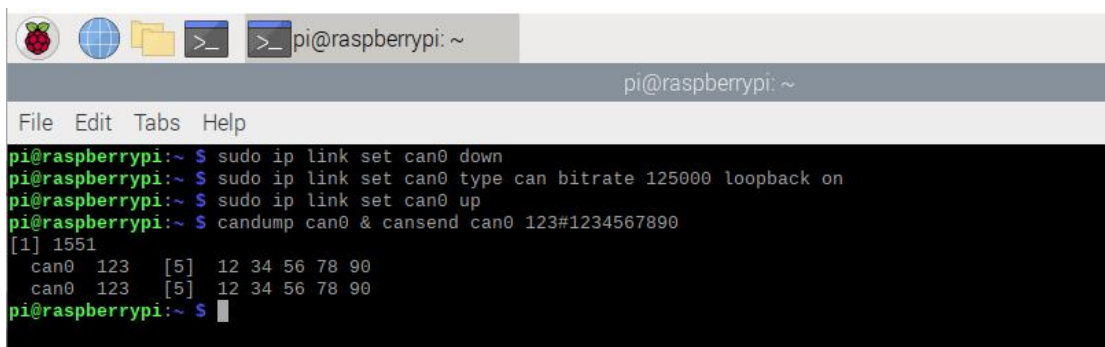 pi@raspberrypi: ~
pi@raspberrypi: ~
File Edit Tabs Help
pi@raspberrypi:~ $ sudo ip link set can0 down
pi@raspberrypi:~ $ sudo ip link set can0 type can bitrate 125000 loopback on
pi@raspberrypi:~ $ sudo ip link set can0 up
pi@raspberrypi:~ $ candump can0 & cansend can0 123#1234567890
[1] 1551
  can0  123   [5]  12 34 56 78 90
  can0  123   [5]  12 34 56 78 90
pi@raspberrypi:~ $